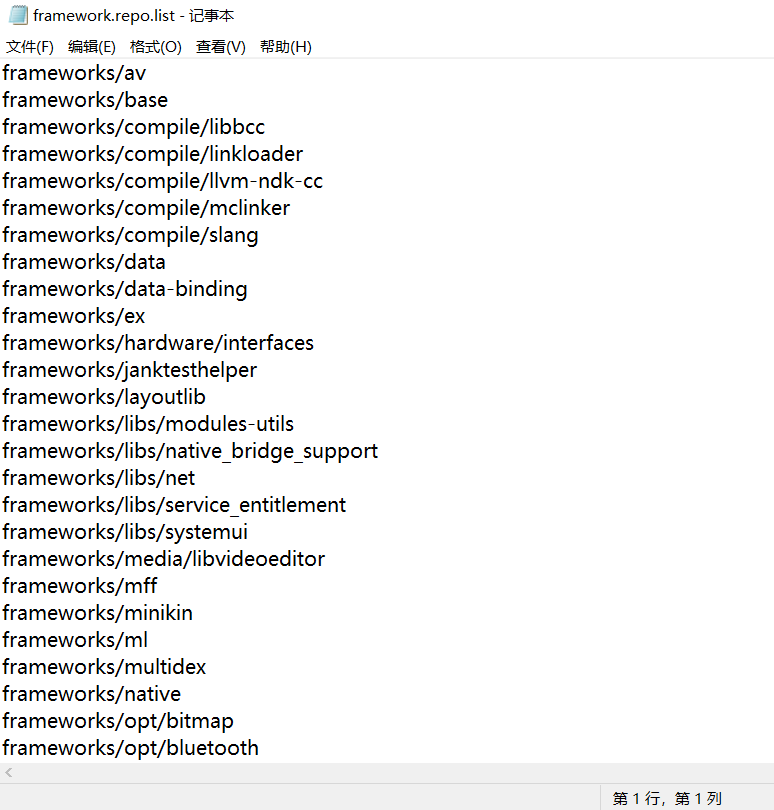 framework.repo.list - 记事本
文件(F) 编辑(E) 格式(O) 查看(V) 帮助(H)
frameworks/av
frameworks/base
frameworks/compile/libbcc
frameworks/compile/linkloader
frameworks/compile/llvm-ndk-cc
frameworks/compile/mclinker
frameworks/compile/slang
frameworks/data
frameworks/data-binding
frameworks/ex
frameworks/hardware/interfaces
frameworks/janktesthelper
frameworks/layoutlib
frameworks/libs/modules-utils
frameworks/libs/native_bridge_support
frameworks/libs/net
frameworks/libs/service_entitlement
frameworks/libs/systemui
frameworks/media/libvideoeditor
frameworks/mff
frameworks/minikin
frameworks/ml
frameworks/multidex
frameworks/native
frameworks/opt/bitmap
frameworks/opt/bluetooth
第 1 行，第 1 列